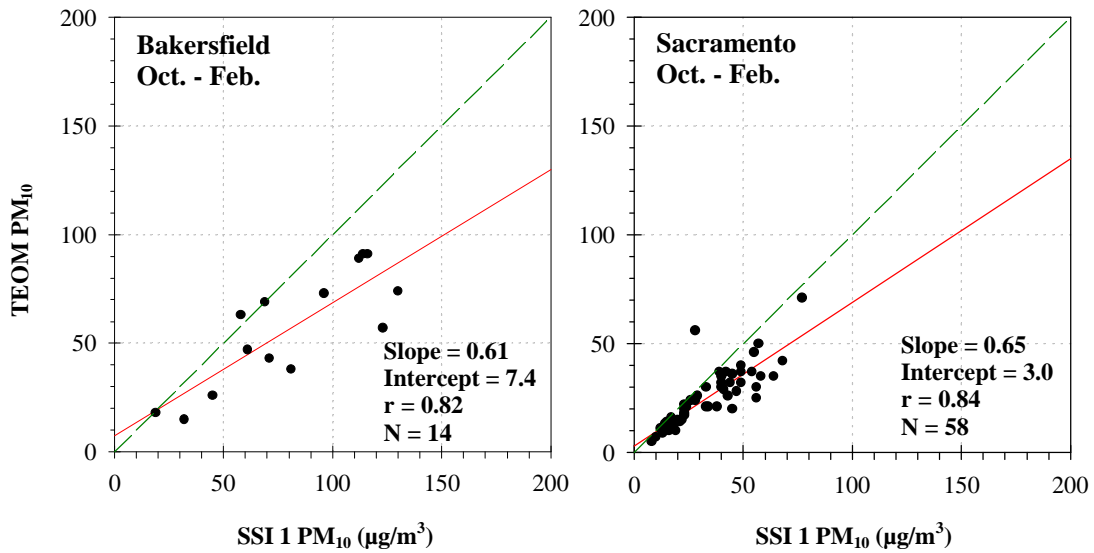 Bakersfield
Oct. - Feb.
200
150
100
50
0
TEOM PM₁₀
Slope = 0.61
Intercept = 7.4
r = 0.82
N = 14
0 50 100 150 200
SSI 1 PM₁₀ (µg/m³)
Sacramento
Oct. - Feb.
200
150
100
50
0
Slope = 0.65
Intercept = 3.0
r = 0.84
N = 58
0 50 100 150 200
SSI 1 PM₁₀ (µg/m³)